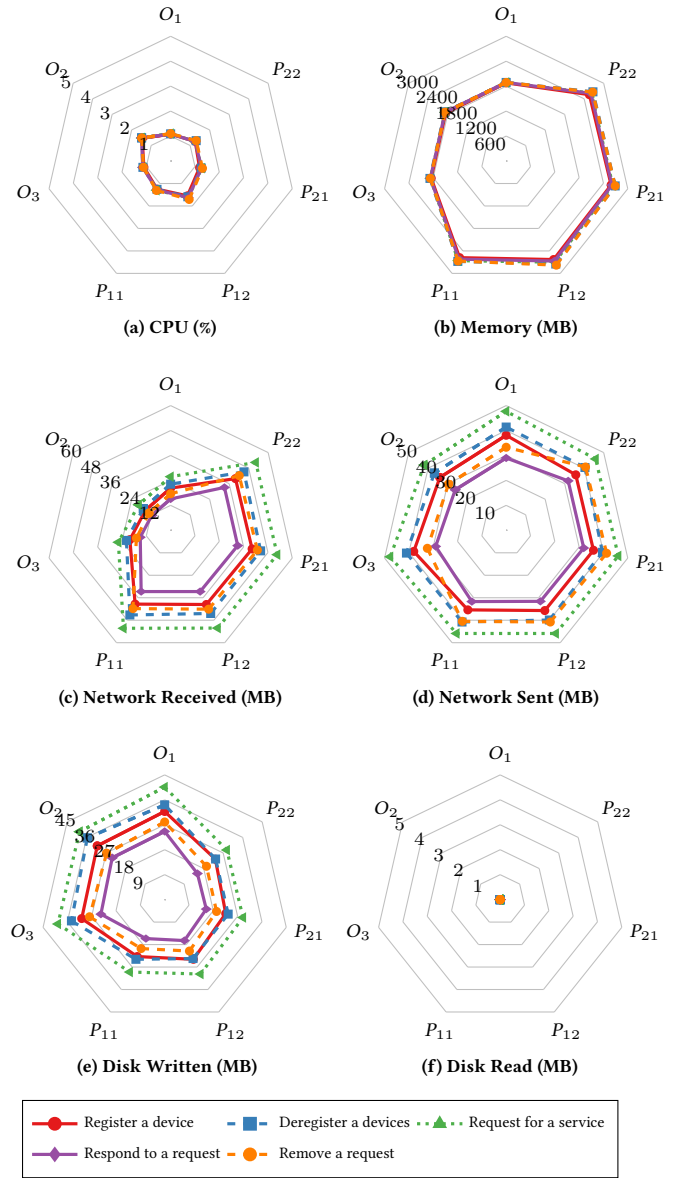 O1
O1
O2
P22
O2
P22
5
4
3
2
1
3000
2400
1800
1200
600
O3
P21
O3
P21
P11
P12
P11
P12
(a) CPU (%)
(b) Memory (MB)
O1
O1
O2
P22
O2
P22
60
48
36
24
12
50
40
30
20
10
O3
P21
O3
P21
P11
P12
P11
P12
(c) Network Received (MB)
(d) Network Sent (MB)
O1
O1
O2
P22
O2
P22
45
36
27
18
9
5
4
3
2
1
O3
P21
O3
P21
P11
P12
P11
P12
(e) Disk Written (MB)
(f) Disk Read (MB)
Register a device
Deregister a devices
Request for a service
Respond to a request
Remove a request